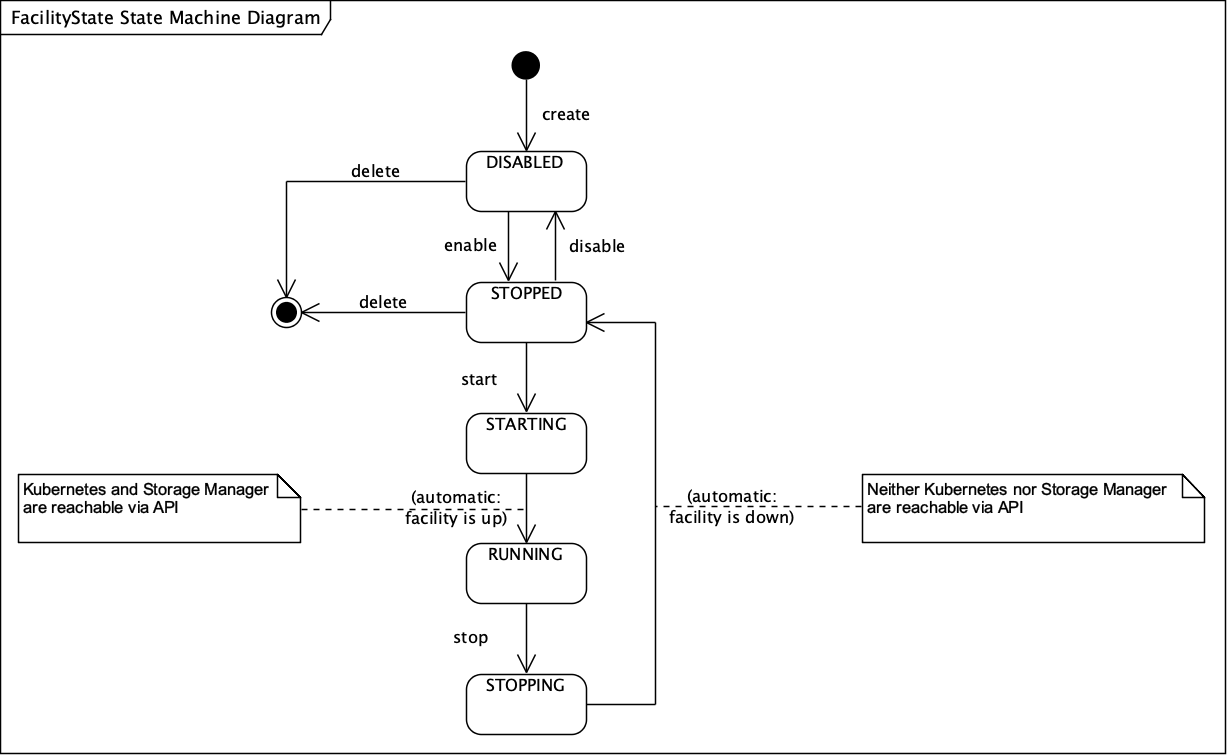 FacilityState State Machine Diagram
create
DISABLED
delete
enable
disable
STOPPED
delete
start
STARTING
Kubernetes and Storage Manager
are reachable via API
(automatic:
facility is up)
(automatic:
facility is down)
Neither Kubernetes nor Storage Manager
are reachable via API
RUNNING
stop
STOPPING